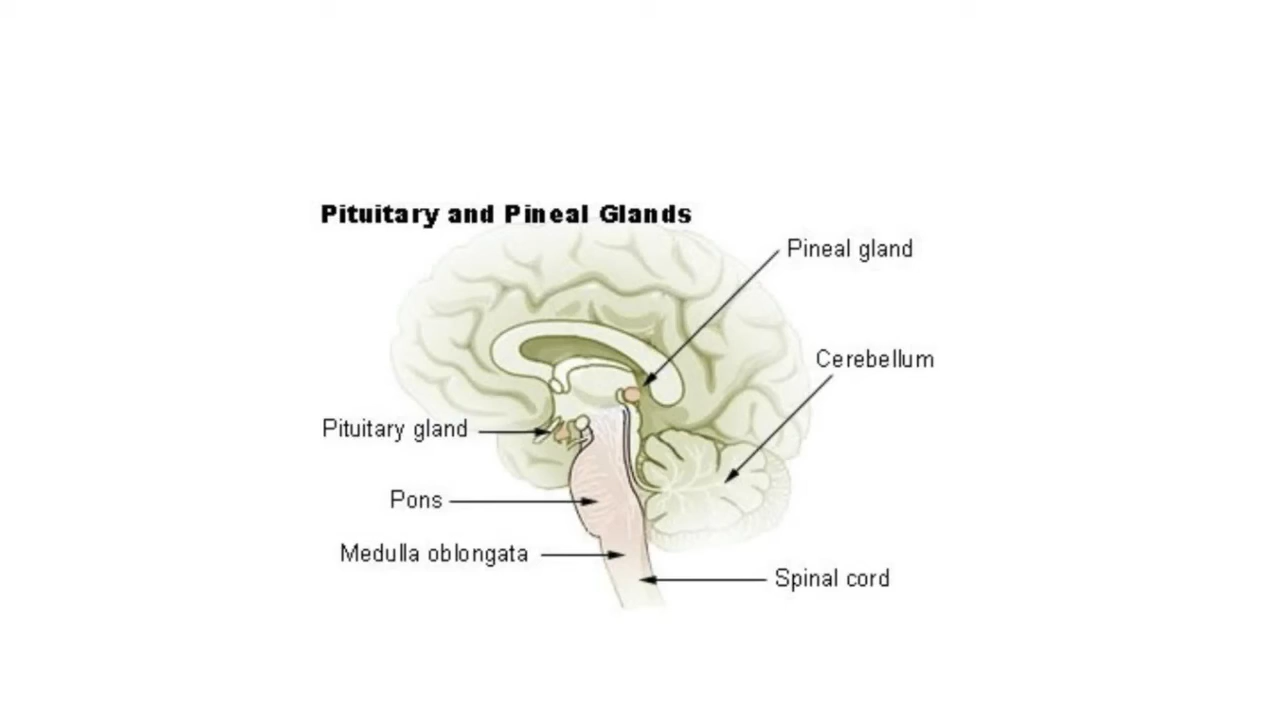 Pituitary and Pineal Glands
Pineal gland
Cerebellum
Pituitary gland
Pons
Medulla oblongata
Spinal cord